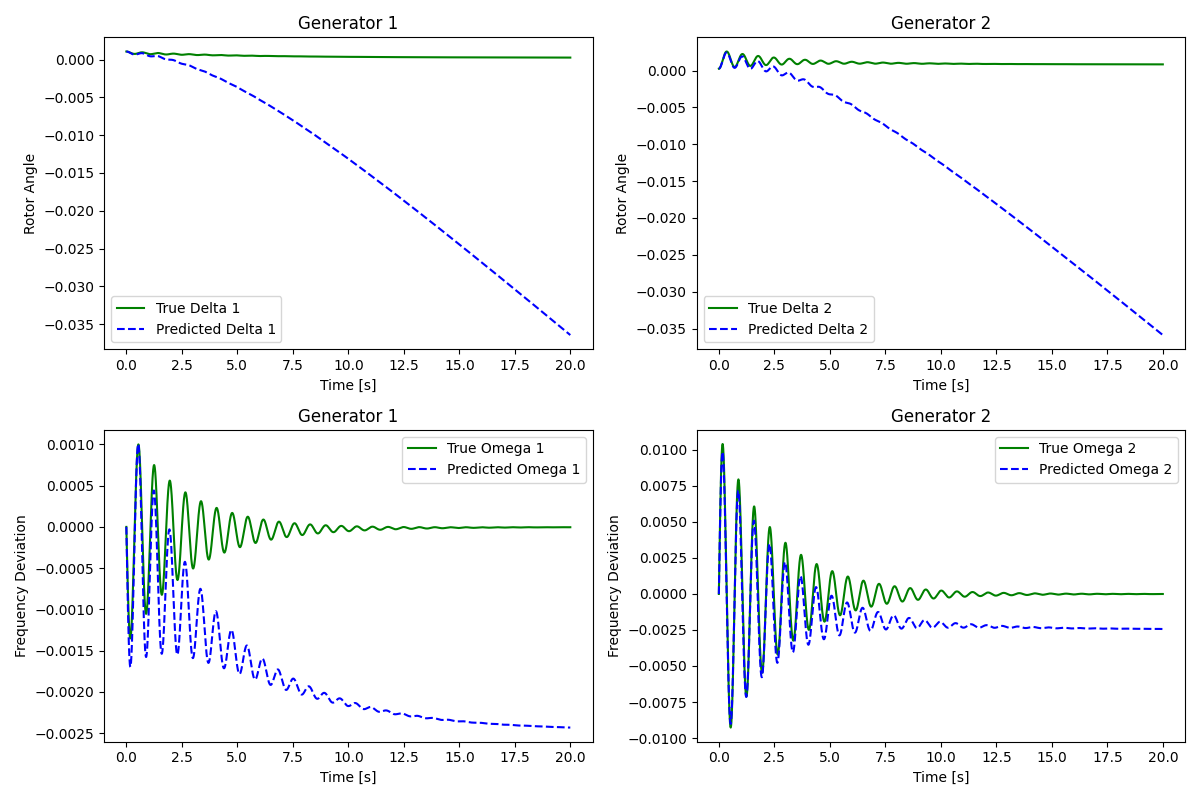 Generator 1
Rotor Angle
0.000
−0.005
−0.010
−0.015
−0.020
−0.025
−0.030
−0.035
True Delta 1
Predicted Delta 1
0.0 2.5 5.0 7.5 10.0 12.5 15.0 17.5 20.0
Time [s]
Generator 2
Rotor Angle
0.000
−0.005
−0.010
−0.015
−0.020
−0.025
−0.030
−0.035
True Delta 2
Predicted Delta 2
0.0 2.5 5.0 7.5 10.0 12.5 15.0 17.5 20.0
Time [s]
Generator 1
Frequency Deviation
0.0010
0.0005
0.0000
−0.0005
−0.0010
−0.0015
−0.0020
−0.0025
True Omega 1
Predicted Omega 1
0.0 2.5 5.0 7.5 10.0 12.5 15.0 17.5 20.0
Time [s]
Generator 2
Frequency Deviation
0.0100
0.0075
0.0050
0.0025
0.0000
−0.0025
−0.0050
−0.0075
−0.0100
True Omega 2
Predicted Omega 2
0.0 2.5 5.0 7.5 10.0 12.5 15.0 17.5 20.0
Time [s]